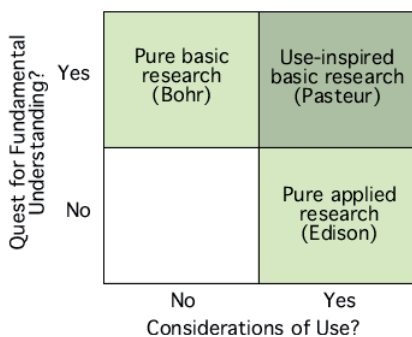 Quest for Fundamental
Understanding?
Yes
Pure basic
research
(Bohr)
Use-inspired
basic research
(Pasteur)
No
Pure applied
research
(Edison)
No
Yes
Considerations of Use?